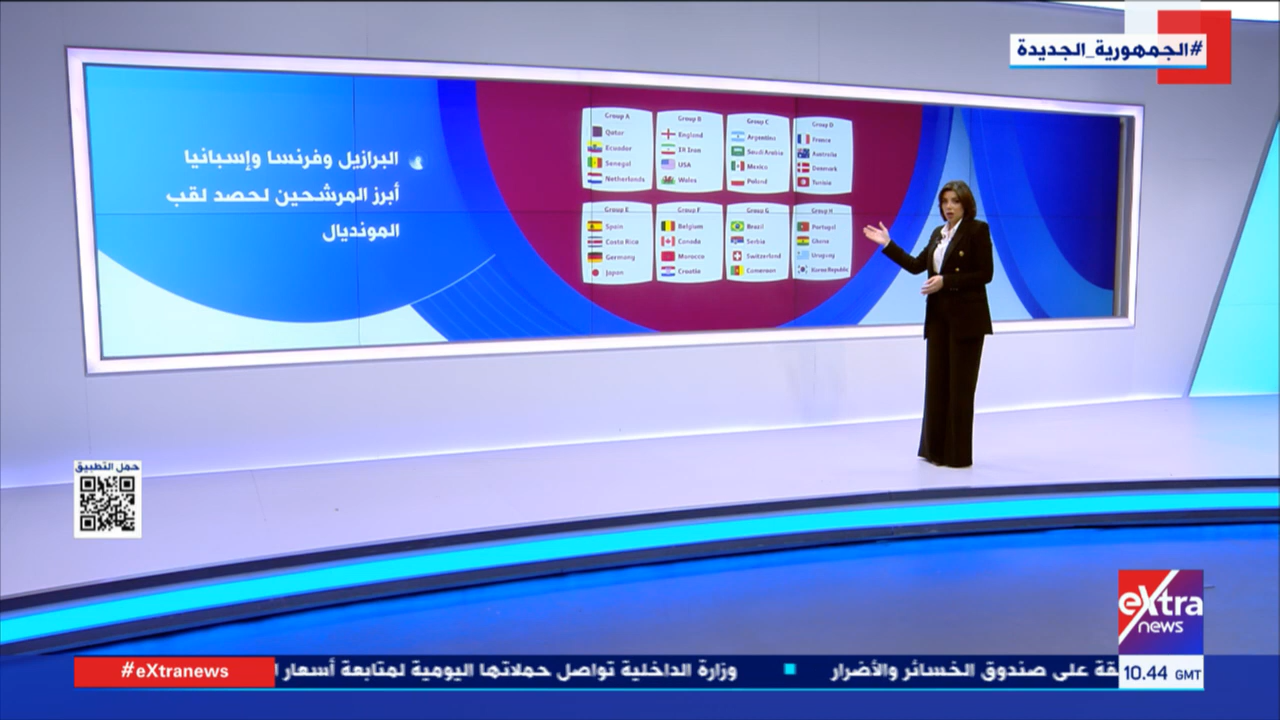 #الجمهورية_الجديدة
البرازيل وفرنسا وإسبانيا
أبرز المرشحين لحصد لقب
المونديال
Group A
Qatar
Ecuador
Senegal
Netherlands
Group B
England
IR Iran
USA
Wales
Group C
Argentina
Saudi Arabia
Mexico
Poland
Group D
France
Australia
Denmark
Tunisia
Group E
Spain
Costa Rica
Germany
Japan
Group F
Belgium
Canada
Morocco
Croatia
Group G
Brazil
Serbia
Switzerland
Cameroon
Group H
Portugal
Ghana
Uruguay
Korea Republic
حمل التطبيق
eXtra
news
#eXtranews
قة على صندوق الخسائر والأضرار
وزارة الداخلية تواصل حملاتها اليومية لمتابعة أسعار ا
10.44 GMT